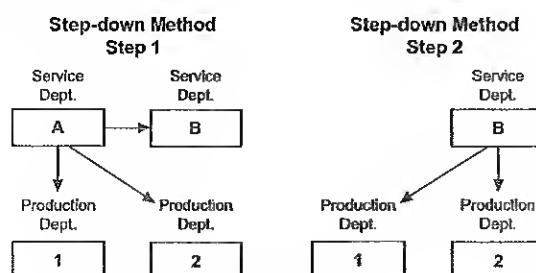 Step-down Method
Step 1
Service
Dept.
Service
Dept.
A
B
Production
Dept.
Production
Dept.
1
2
Step-down Method
Step 2
Service
Dept.
B
Production
Dept.
Production
Dept.
1
2